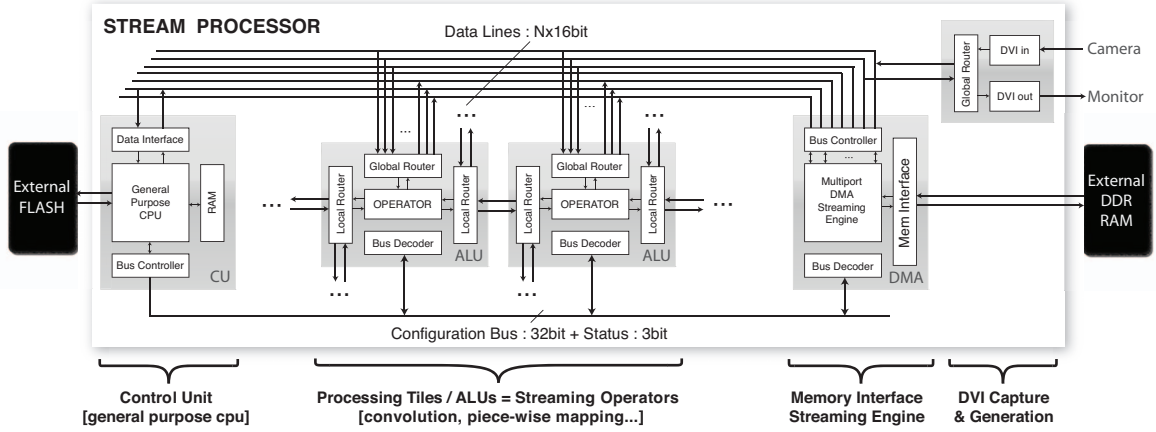 STREAM PROCESSOR
Data Lines : Nx16bit
Global Router
DVI in
DVI out
Camera
Monitor
External
FLASH
Data Interface
General
Purpose
CPU
RAM
Bus Controller
CU
...
...
Local Router
Global Router
OPERATOR
Bus Decoder
Local Router
ALU
...
...
...
Local Router
Global Router
OPERATOR
Bus Decoder
Local Router
ALU
...
...
...
...
Bus Controller
...
Multiport
DMA
Streaming
Engine
Mem Interface
Bus Decoder
DMA
External
DDR
RAM
Configuration Bus : 32bit + Status : 3bit
Control Unit
[general purpose cpu]
Processing Tiles / ALUs = Streaming Operators
[convolution, piece-wise mapping...]
Memory Interface
Streaming Engine
DVI Capture
& Generation